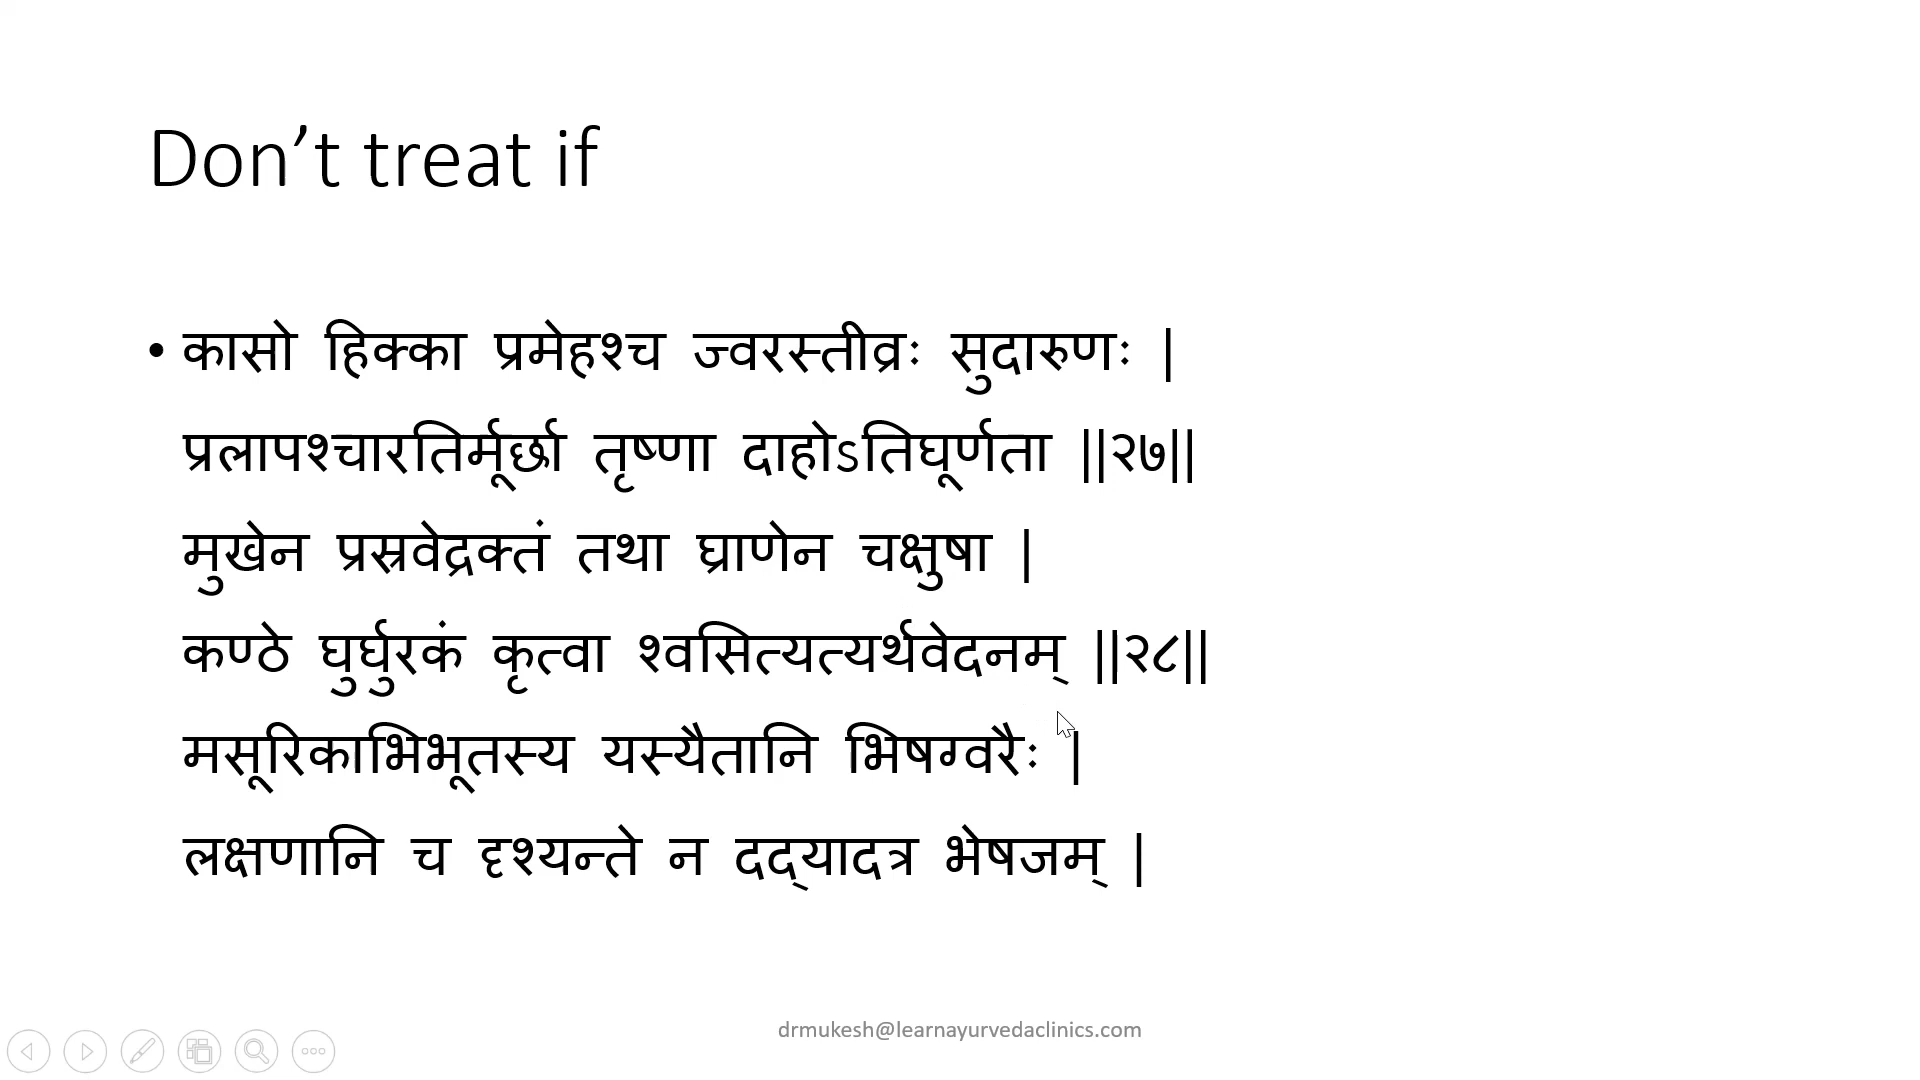 Don’t treat if
• कासो हिक्का प्रमेहश्च ज्वरस्तीव्रः सुदारुणः |
प्रलापश्चारतिर्मूर्छा तृष्णा दाहोऽतिघूर्णता ||२७||
मुखेन प्रस्रवेद्रक्तं तथा घ्राणेन चक्षुषा |
कण्ठे घुर्घुरकं कृत्वा श्वसित्यत्यर्थवेदनम् ||२८||
मसूरिकाभिभूतस्य यस्यैतानि भिषग्वरैः |
लक्षणानि च दृश्यन्ते न दद्यादत्र भेषजम् |
drmukesh@learnayurvedaclinics.com